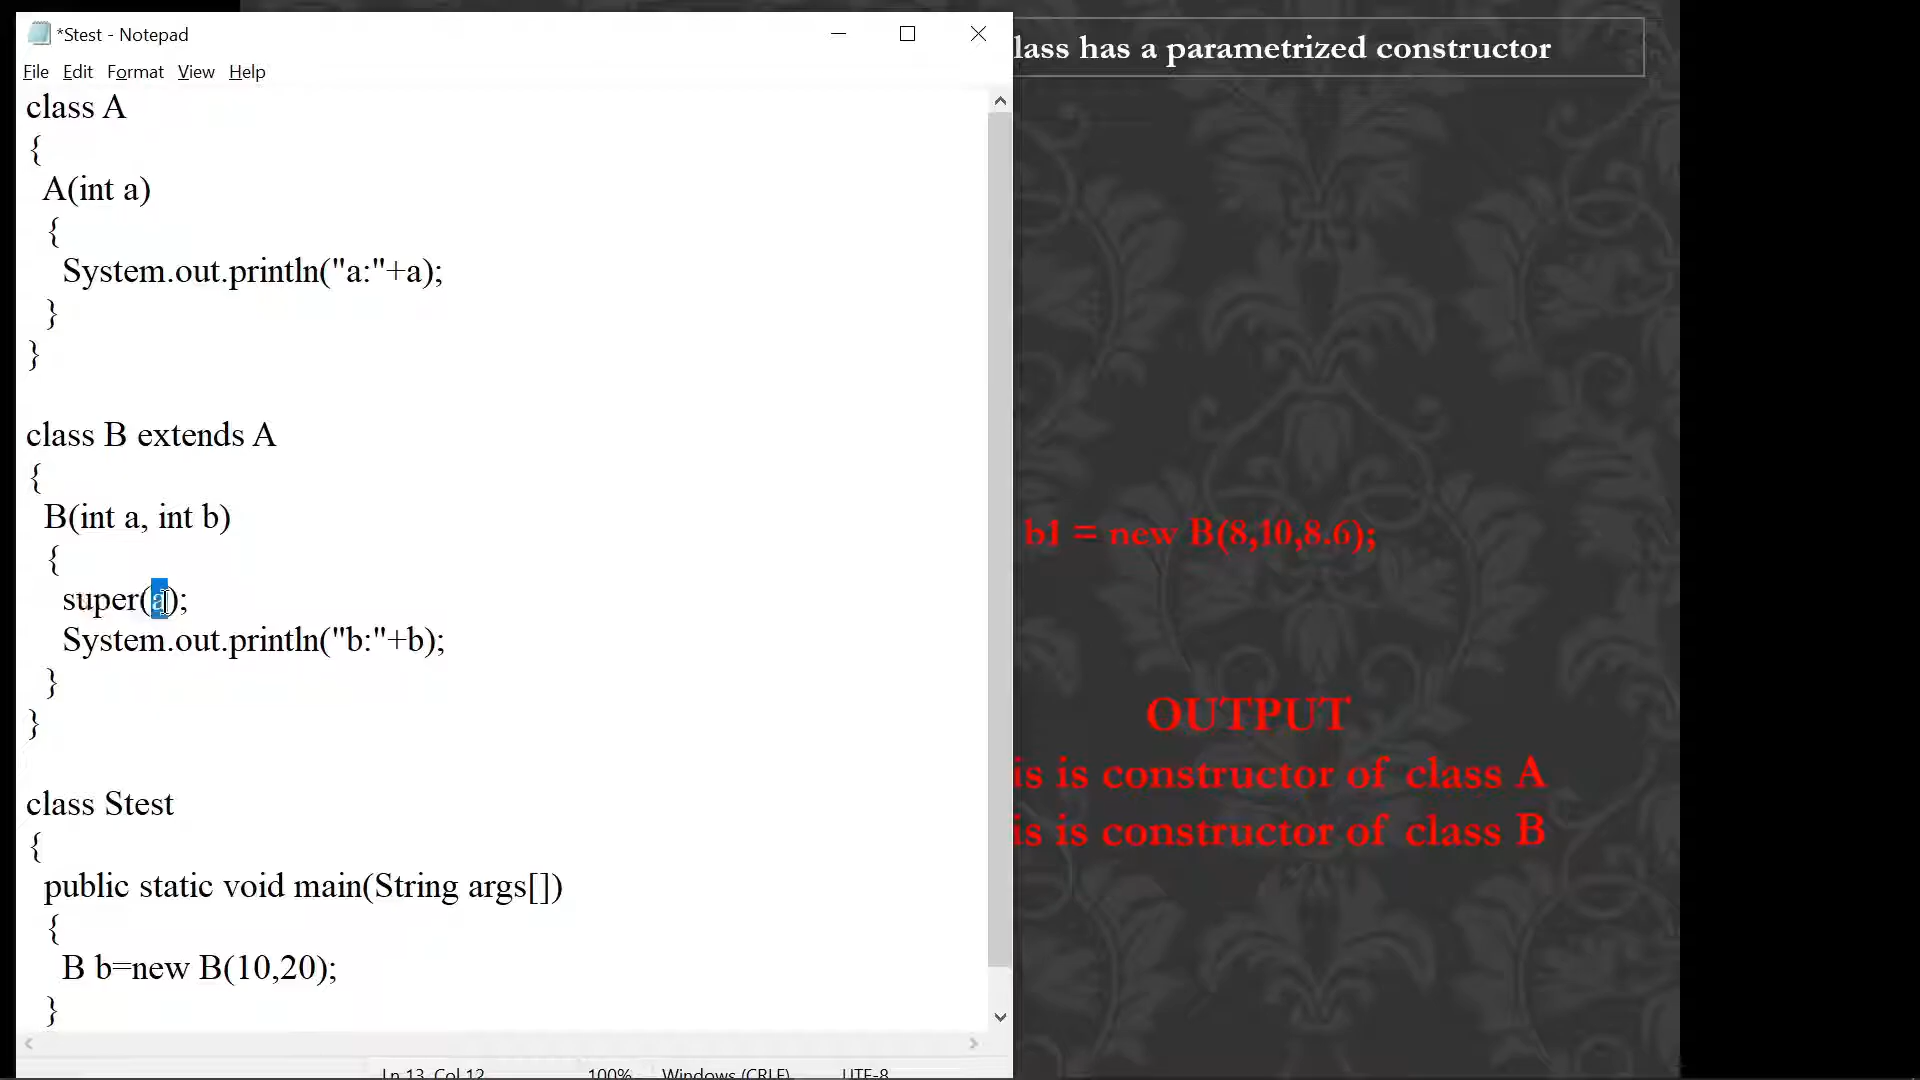 *Stest - Notepad
File Edit Format View Help
class A
{
A(int a)
{
System.out.println("a:"+a);
}
}
class B extends A
{
B(int a, int b)
{
super(a);
System.out.println("b:"+b);
}
}
class Stest
{
public static void main(String args[])
{
B b=new B(10,20);
}
Ln 13, Col 12 100% Windows (CRLF) UTF-8
lass has a parametrized constructor
b1 = new B(8,10,8.6);
OUTPUT
is is constructor of class A
is is constructor of class B